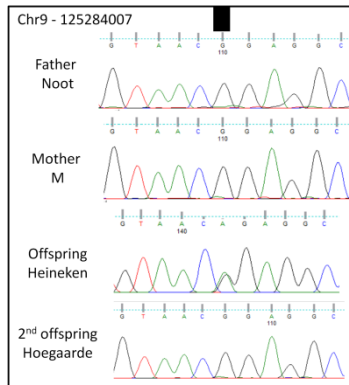 Chr9 - 125284007
G T A A C G G A G G C
110
Father
Noot
G T A A C G G A G G C
110
Mother
M
G T A A C A G A G G C
140
Offspring
Heineken
G T A A C G G A G G C
110
2nd offspring
Hoegaarde